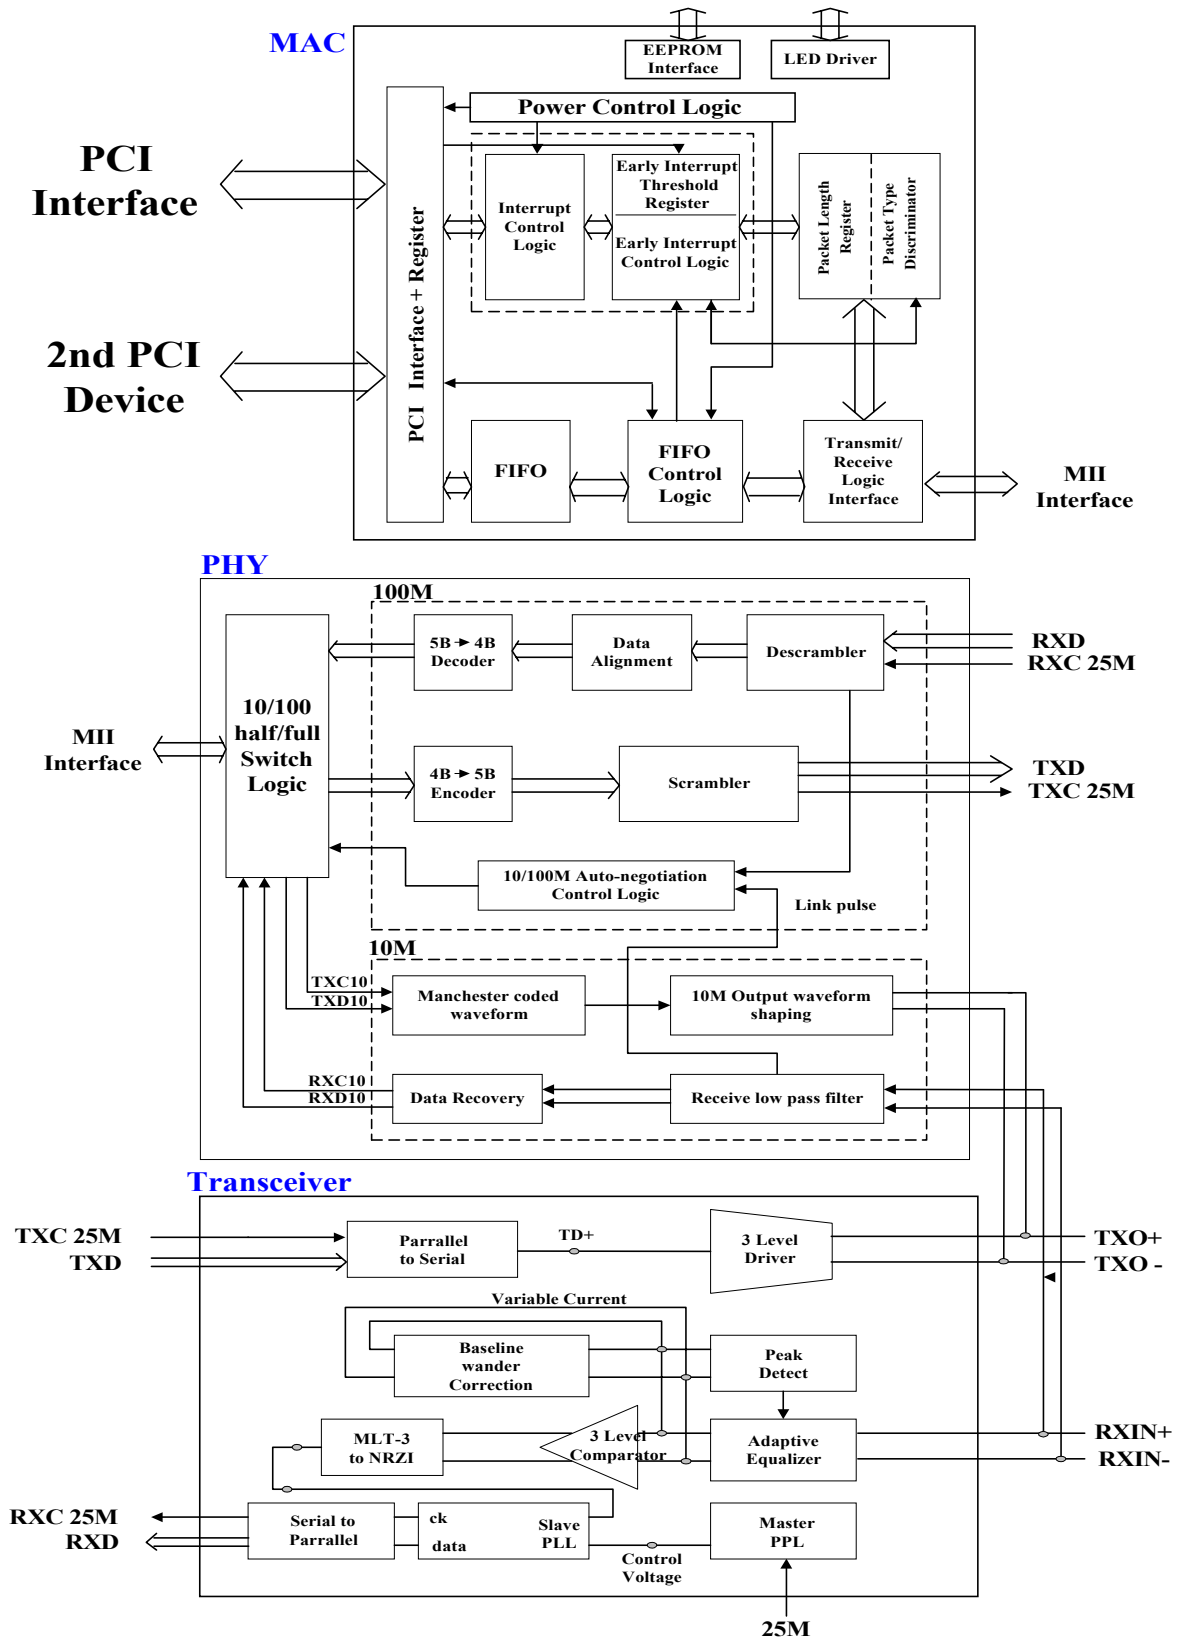 MAC
EEPROM
Interface
LED Driver
Power Control Logic
PCI
Interface
2nd PCI
Device
PCI Interface + Register
Interrupt
Control
Logic
Early Interrupt
Threshold
Register
Early Interrupt
Control Logic
Packet Length
Register
Packet Type
Discriminator
FIFO
FIFO
Control
Logic
Transmit/
Receive
Logic
Interface
MII
Interface
PHY
100M
10/100
half/full
Switch
Logic
5B → 4B
Decoder
Data
Alignment
Descrambler
RXD
RXC 25M
MII
Interface
4B → 5B
Encoder
Scrambler
TXD
TXC 25M
10/100M Auto-negotiation
Control Logic
Link pulse
10M
TXC10
TXD10
Manchester coded
waveform
10M Output waveform
shaping
RXC10
RXD10
Data Recovery
Receive low pass filter
Transceiver
TXC 25M
TXD
Parrallel
to Serial
TD+
3 Level
Driver
TXO+
TXO -
Variable Current
Baseline
wander
Correction
Peak
Detect
MLT-3
to NRZI
3 Level
Comparator
Adaptive
Equalizer
RXIN+
RXIN-
RXC 25M
RXD
Serial to
Parrallel
ck
data
Slave
PLL
Control
Voltage
Master
PPL
25M